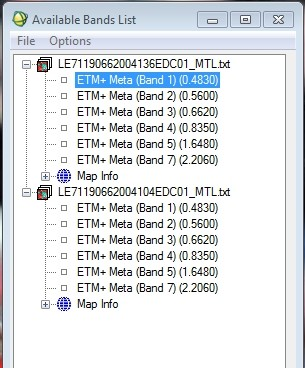 Available Bands List
File Options
LE71190662004136EDC01_MTL.txt
ETM+ Meta (Band 1) (0.4830)
ETM+ Meta (Band 2) (0.5600)
ETM+ Meta (Band 3) (0.6620)
ETM+ Meta (Band 4) (0.8350)
ETM+ Meta (Band 5) (1.6480)
ETM+ Meta (Band 7) (2.2060)
Map Info
LE71190662004104EDC01_MTL.txt
ETM+ Meta (Band 1) (0.4830)
ETM+ Meta (Band 2) (0.5600)
ETM+ Meta (Band 3) (0.6620)
ETM+ Meta (Band 4) (0.8350)
ETM+ Meta (Band 5) (1.6480)
ETM+ Meta (Band 7) (2.2060)
Map Info